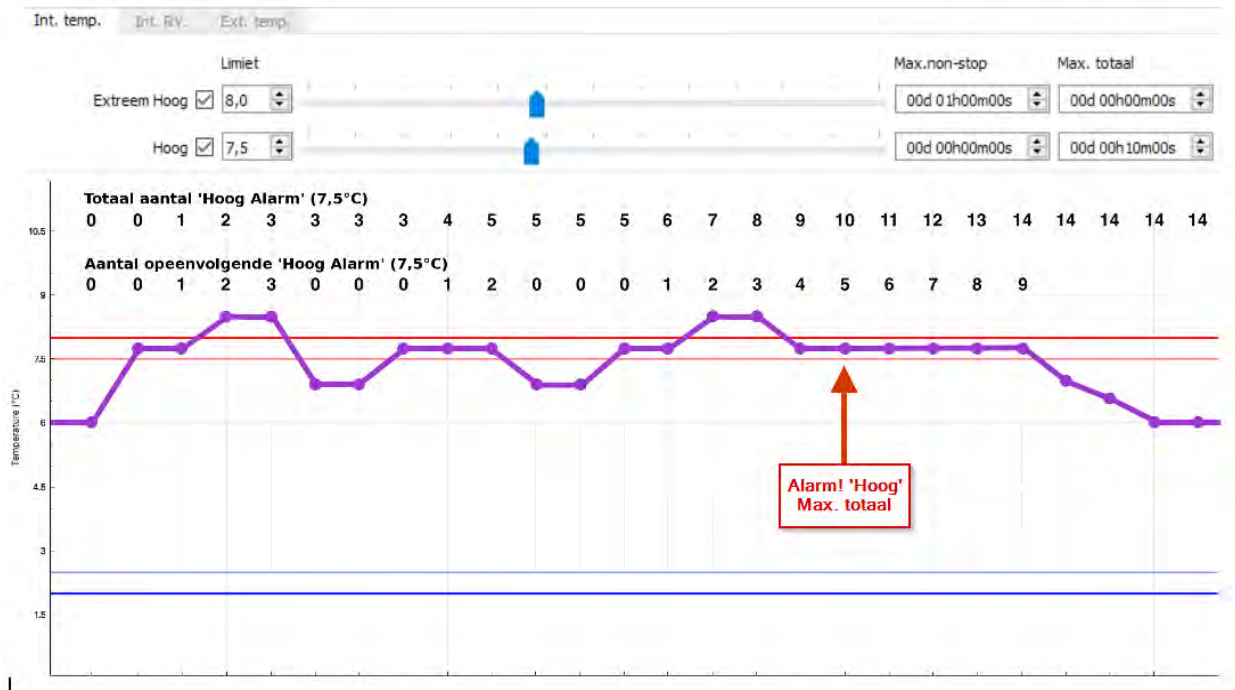 Int. temp. Int. RV. Ext. temp.
Limiet Max.non-stop Max. totaal
Extreem Hoog 8,0 00d 01h00m00s 00d 00h00m00s
Hoog 7,5 00d 00h00m00s 00d 00h10m00s
Totaal aantal 'Hoog Alarm' (7,5°C)
0 0 1 2 3 3 3 3 4 5 5 5 5 6 7 8 9 10 11 12 13 14 14 14 14 14
10.5
Aantal opeenvolgende 'Hoog Alarm' (7,5°C)
0 0 1 2 3 0 0 0 1 2 0 0 0 1 2 3 4 5 6 7 8 9
9
7.5
Temperature (°C)
6
4.5
Alarm! 'Hoog'
Max. totaal
3
1.5